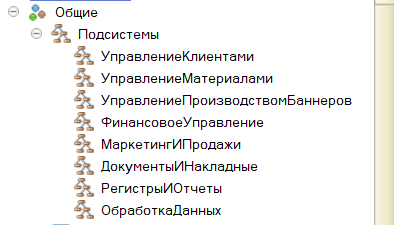 Общие
Подсистемы
УправлениеКлиентами
УправлениеМатериалами
УправлениеПроизводствомБаннеров
ФинансовоеУправление
МаркетингИПродажи
ДокументыИНакладные
РегистрыИОтчеты
ОбработкаДанных